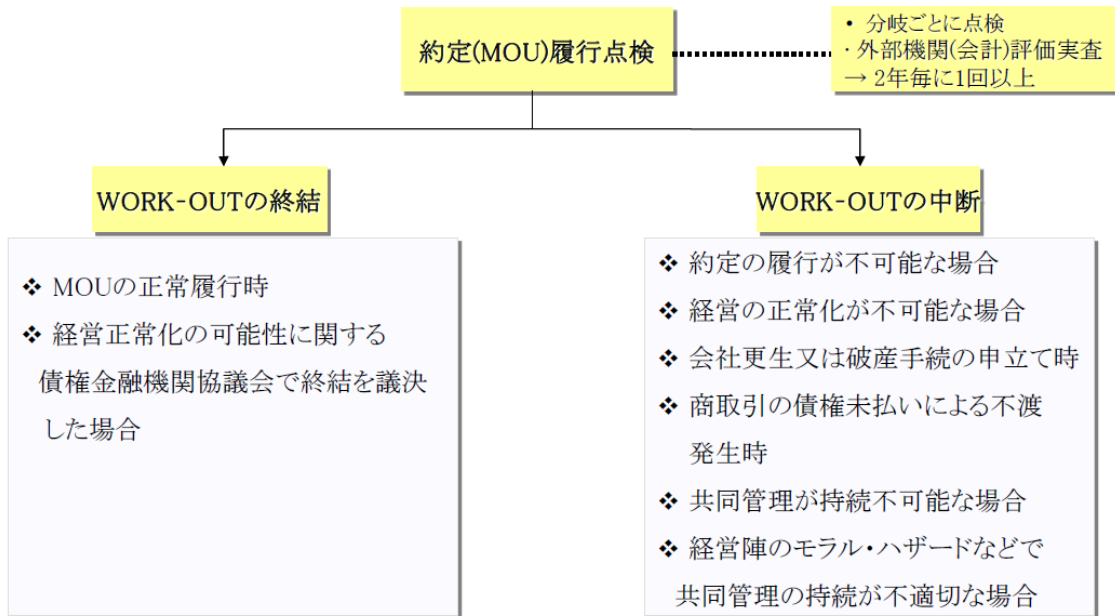 約定(MOU)履行点検
• 分岐ごとに点検
・外部機関(会計)評価実査
→ 2年毎に1回以上
WORK-OUTの終結
❖ MOUの正常履行時
❖ 経営正常化の可能性に関する
債権金融機関協議会で終結を議決
した場合
WORK-OUTの中断
❖ 約定の履行が不可能な場合
❖ 経営の正常化が不可能な場合
❖ 会社更生又は破産手続の申立て時
❖ 商取引の債権未払いによる不渡
発生時
❖ 共同管理が持続不可能な場合
❖ 経営陣のモラル・ハザードなどで
共同管理の持続が不適切な場合